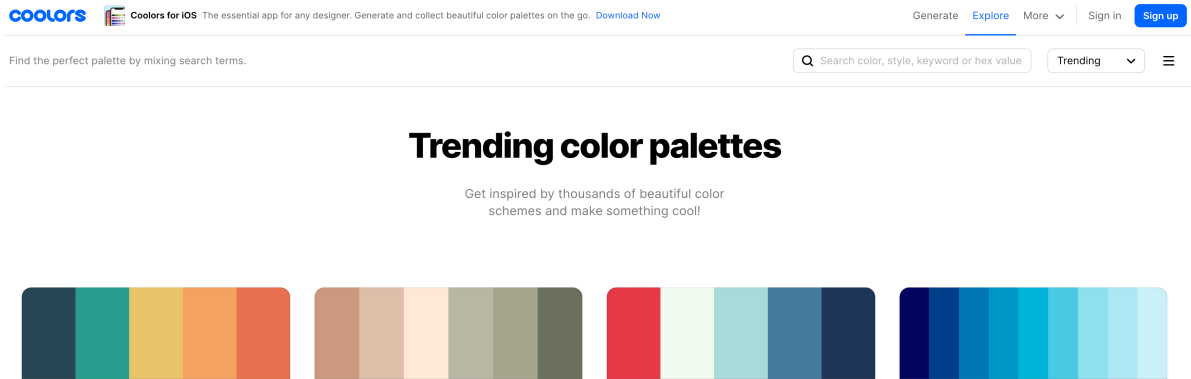 coolors Coolors for iOS The essential app for any designer. Generate and collect beautiful color palettes on the go. Download Now Generate Explore More Sign in Sign up
Find the perfect palette by mixing search terms. Search color, style, keyword or hex value Trending
Trending color palettes
Get inspired by thousands of beautiful color
schemes and make something cool!